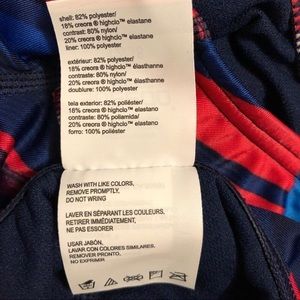 shell: 82% polyester/
18% creora ® highclo™ elastane
contrast: 80% nylon/
20% creora ® highclo™ elastane
liner: 100% polyester
extérieur: 82% polyester/
18% creora ® highclo™ élasthanne
contraste: 80% nylon/
20% creora ® highclo™ élasthanne
doublure: 100% polyester
tela exterior: 82% poliéster/
18% creora ® highclo™ elastano
contraste: 80% poliamida/
20% creora ® highclo™ elastano
forro: 100% poliéster
WASH WITH LIKE COLORS,
REMOVE PROMPTLY,
DO NOT WRING
LAVER EN SÉPARANT LES COULEURS,
RETIRER IMMÉDIATEMENT,
NE PAS ESSORER
USAR JABÓN,
LAVAR CON COLORES SIMILARES.
REMOVER PRONTO,
NO EXPRIMIR